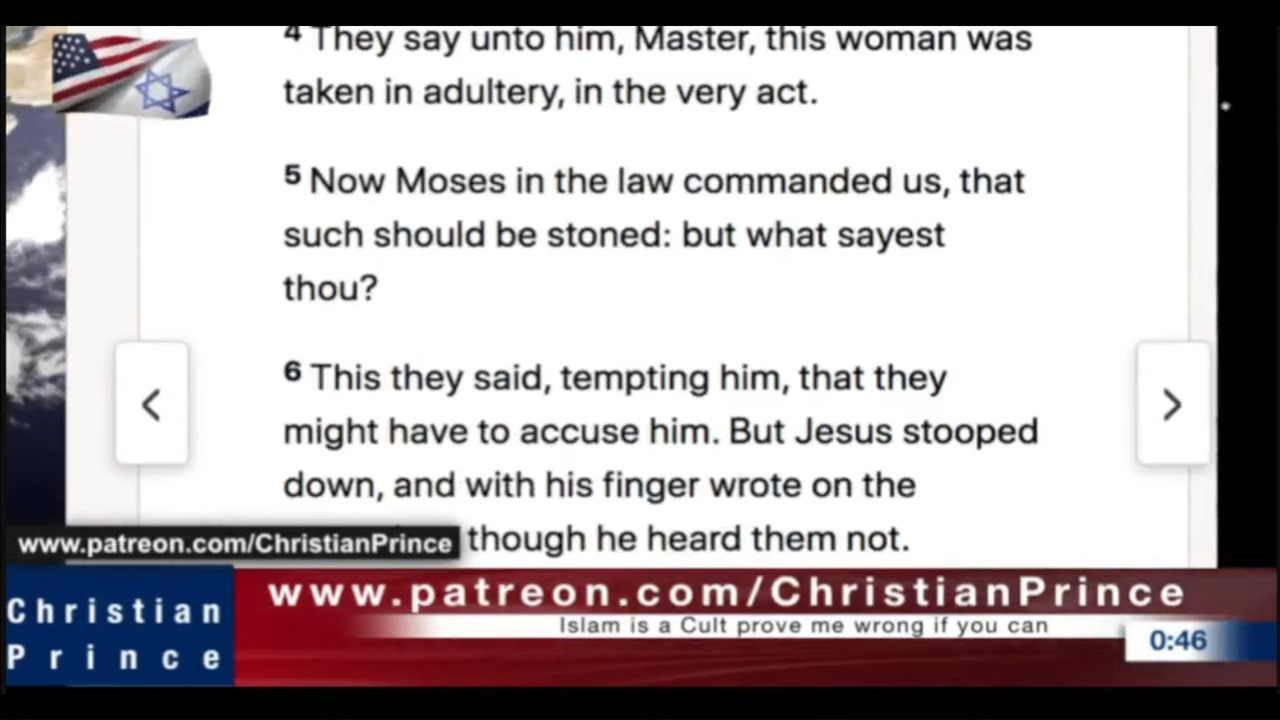 4 They say unto him, Master, this woman was
taken in adultery, in the very act.
5 Now Moses in the law commanded us, that
such should be stoned: but what sayest
thou?
6 This they said, tempting him, that they
might have to accuse him. But Jesus stooped
down, and with his finger wrote on the
though he heard them not.
www.patreon.com/ChristianPrince
www.patreon.com/ChristianPrince
Islam is a Cult prove me wrong if you can
Christian
Prince
0:46